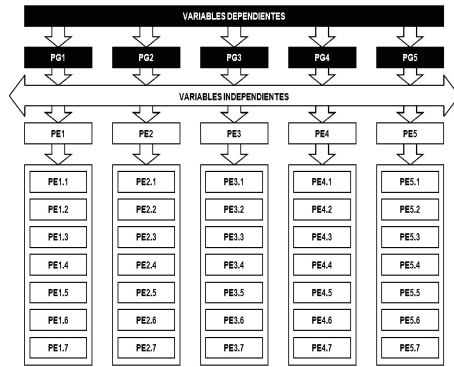 VARIABLES DEPENDIENTES
PG1 PG2 PG3 PG4 PG5
VARIABLES INDEPENDIENTES
PE1 PE2 PE3 PE4 PE5
PE1.1 PE2.1 PE3.1 PE4.1 PE5.1
PE1.2 PE2.2 PE3.2 PE4.2 PE5.2
PE1.3 PE2.3 PE3.3 PE4.3 PE5.3
PE1.4 PE2.4 PE3.4 PE4.4 PE5.4
PE1.5 PE2.5 PE3.5 PE4.5 PE5.5
PE1.6 PE2.6 PE3.6 PE4.6 PE5.6
PE1.7 PE2.7 PE3.7 PE4.7 PE5.7